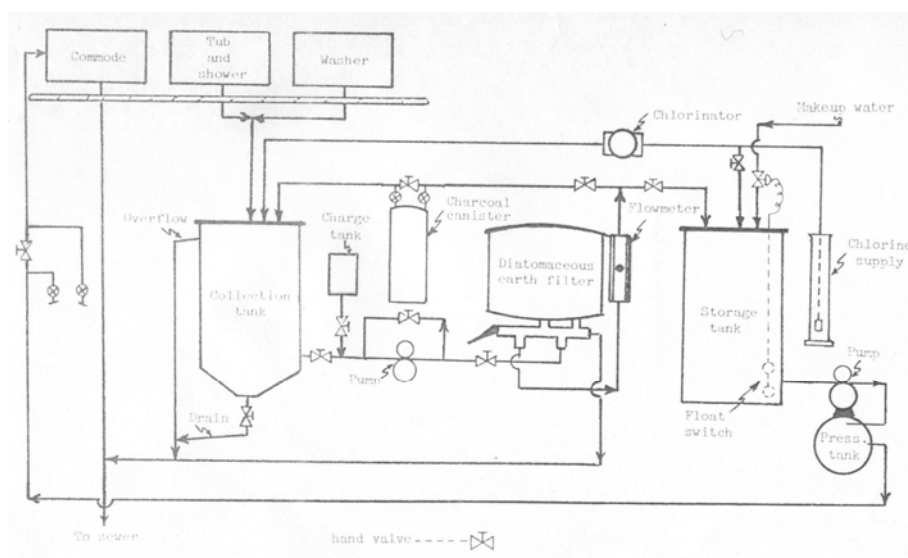 Commode
Tub
and
shower
Washer
Chlorinator
Makeup water
Overflow
Charge
tank
Charcoal
canister
Flowmeter
Diatomaceous
earth filter
Collection
tank
Storage
tank
Chlorine
supply
Pump
Pump
Float
switch
Press.
tank
Drain
To sewer
hand valve